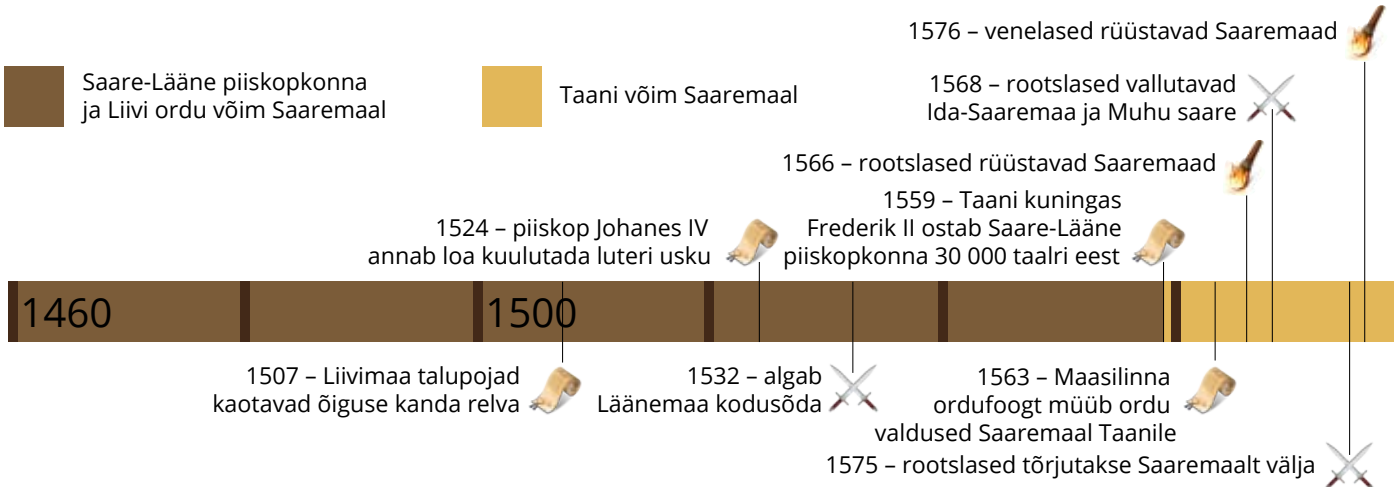 1576 – venelased rüüstavad Saaremaad
Saare-Lääne piiskopkonna
ja Liivi ordu võim Saaremaal
Taani võim Saaremaal
1568 – rootslased vallutavad
Ida-Saaremaa ja Muhu saare
1566 – rootslased rüüstavad Saaremaad
1524 – piiskop Johanes IV
annab loa kuulutada luteri usku
1559 – Taani kuningas
Frederik II ostab Saare-Lääne
piiskopkonna 30 000 taalri eest
1460
1500
1507 – Liivimaa talupojad
kaotavad õiguse kanda relva
1532 – algab
Läänemaa kodusõda
1563 – Maasilinna
ordufoogt müüb ordu
valdused Saaremaal Taanile
1575 – rootslased tõrjutakse Saaremaalt välja